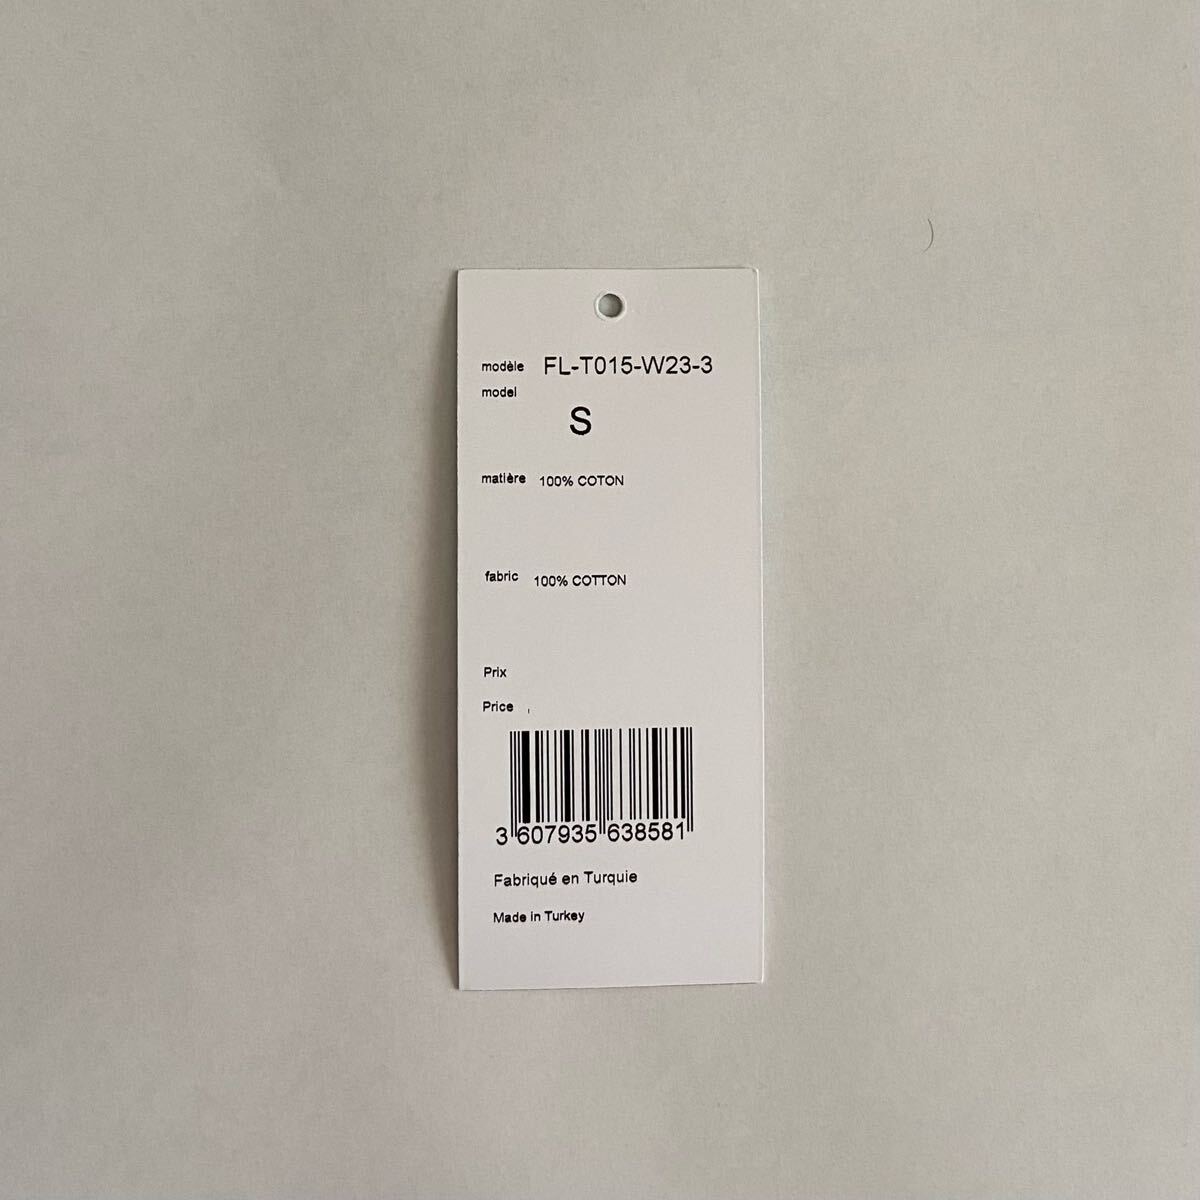 modèle FL-T015-W23-3
model
S
matière 100% COTON
fabric 100% COTTON
Prix
Price
3 607935 638581
Fabriqué en Turquie
Made in Turkey